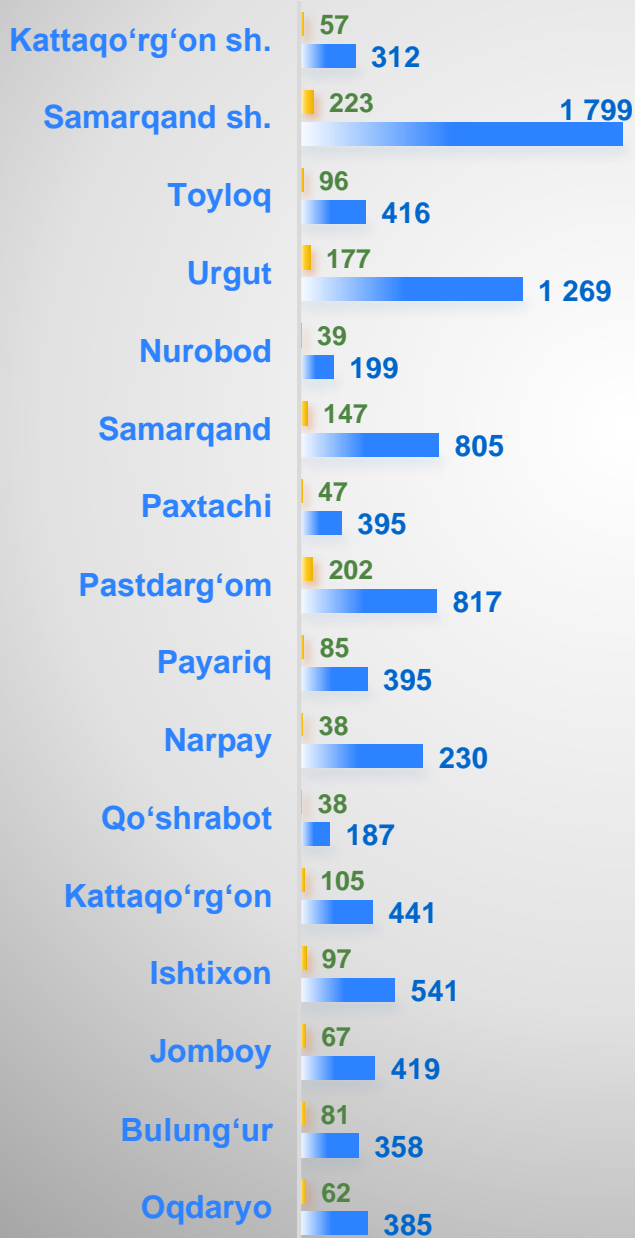 57
Kattaqo‘rg‘on sh.
312
223
1 799
Samarqand sh.
96
Toyloq
416
177
Urgut
1 269
39
Nurobod
199
147
Samarqand
805
47
Paxtachi
395
202
Pastdarg‘om
817
85
Payariq
395
38
Narpay
230
38
Qo‘shrabot
187
105
Kattaqo‘rg‘on
441
97
Ishtixon
541
67
Jomboy
419
81
Bulung‘ur
358
62
Oqdaryo
385